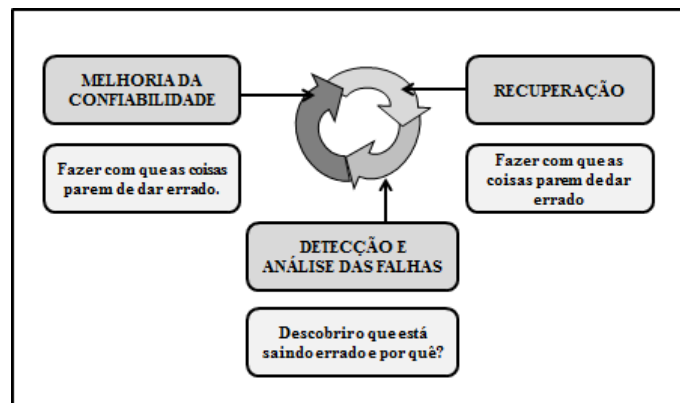 MELHORIA DA
CONFIABILIDADE
Fazer com que as coisas
parem de dar errado.
RECUPERAÇÃO
Fazer com que as
coisas parem de dar
errado
DETECÇÃO E
ANÁLISE DAS FALHAS
Descobriro que está
saindo errado e por quê?